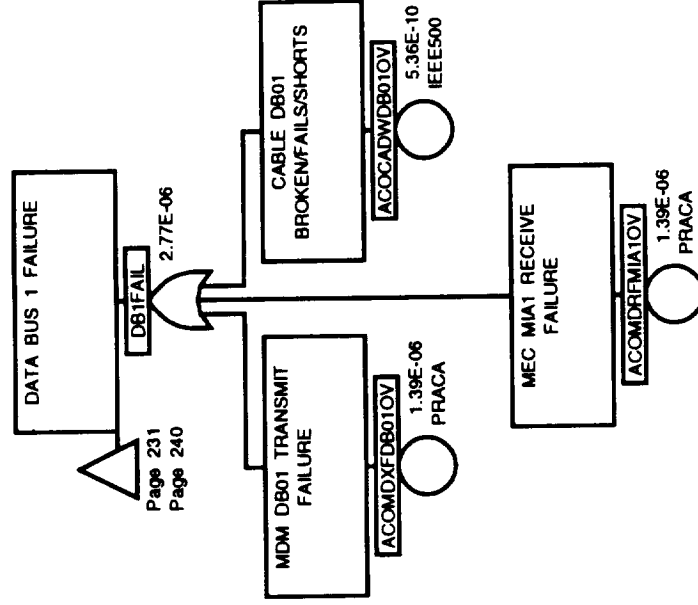 DATA BUS 1 FAILURE
DB1FAIL
2.77E-06
Page 231
Page 240
MDM DB01 TRANSMIT
FAILURE
ACOMDXFDB01OV
1.39E-06
PRACA
CABLE DB01
BROKEN/FAILS/SHORTS
ACOCADWDB01OV
5.36E-10
IEEE500
MEC MIA1 RECEIVE
FAILURE
ACOMDRFMIA1OV
1.39E-06
PRACA